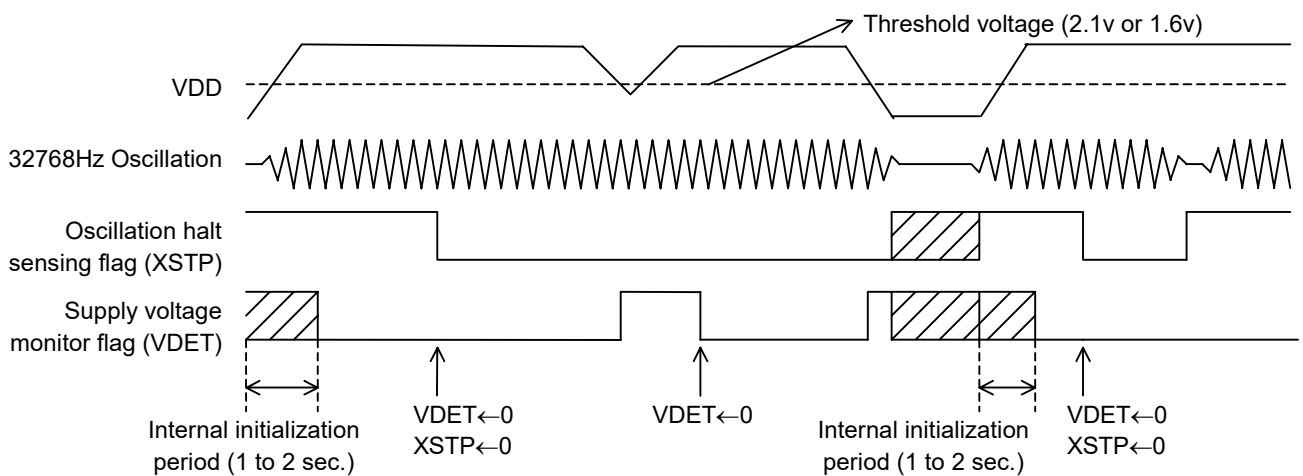 Threshold voltage (2.1v or 1.6v)
VDD
32768Hz Oscillation
Oscillation halt
sensing flag (XSTP)
Supply voltage
monitor flag (VDET)
Internal initialization
period (1 to 2 sec.)
VDET←0
XSTP←0
VDET←0
Internal initialization
period (1 to 2 sec.)
VDET←0
XSTP←0